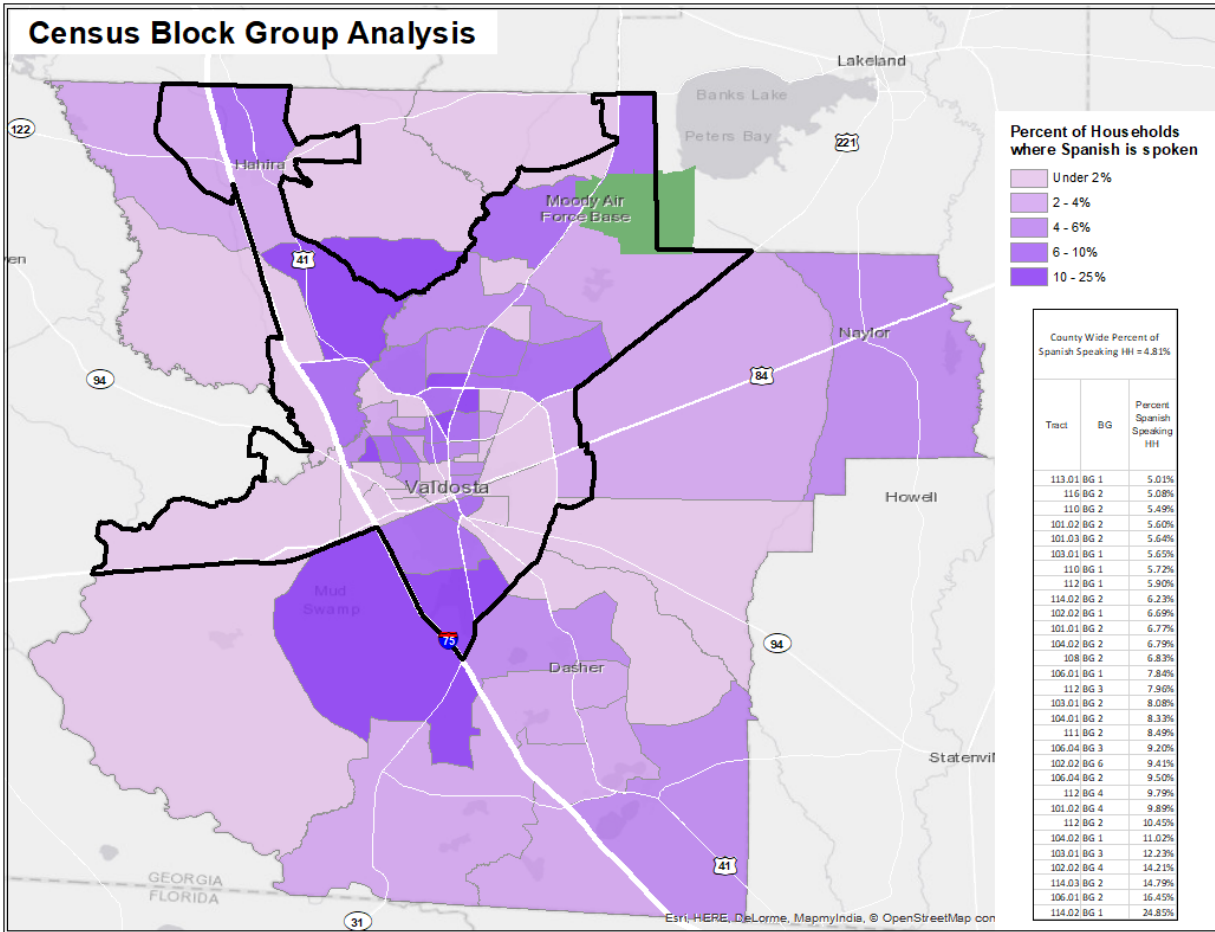 Census Block Group Analysis
Lakeland
Banks Lake
Peters Bay
122
221
Hahira
Moody Air
Force Base
41
Naylor
94
84
Valdosta
Howell
Mud
Swamp
75
94
Dasher
41
GEORGIA
FLORIDA
31
Esri, HERE, DeLorme, MapmyIndia, © OpenStreetMap con
Percent of Households
where Spanish is spoken
Under 2%
2 - 4%
4 - 6%
6 - 10%
10 - 25%
County Wide Percent of
Spanish Speaking HH = 4.81%
Tract BG Percent
Spanish
Speaking
HH
113.01 BG 1 5.01%
116 BG 2 5.08%
110 BG 2 5.49%
101.02 BG 2 5.60%
101.03 BG 2 5.64%
103.01 BG 1 5.65%
110 BG 1 5.72%
112 BG 1 5.90%
114.02 BG 2 6.23%
102.02 BG 1 6.69%
101.01 BG 2 6.77%
104.02 BG 2 6.79%
108 BG 2 6.83%
106.01 BG 1 7.84%
112 BG 3 7.96%
103.01 BG 2 8.08%
104.01 BG 2 8.33%
111 BG 2 8.49%
106.04 BG 3 9.20%
102.02 BG 6 9.41%
106.04 BG 2 9.50%
112 BG 4 9.79%
101.02 BG 4 9.89%
112 BG 2 10.45%
104.02 BG 1 11.02%
103.01 BG 3 12.23%
102.02 BG 4 14.21%
114.03 BG 2 14.79%
106.01 BG 2 16.45%
114.02 BG 1 24.85%